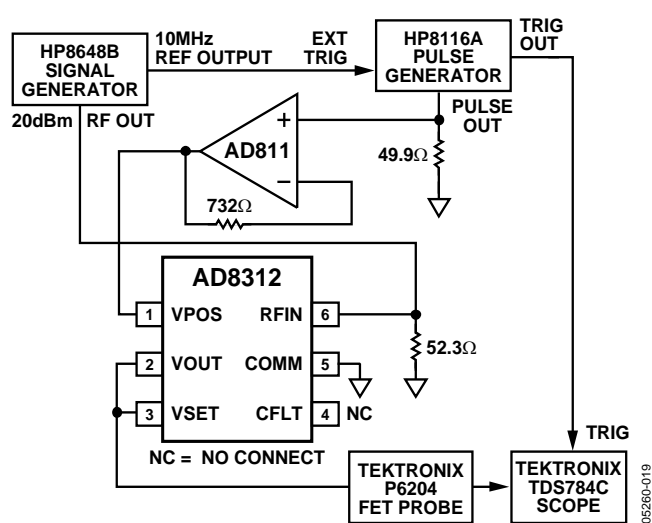 HP8648B
SIGNAL
GENERATOR
10MHz
REF OUTPUT
EXT
TRIG
HP8116A
PULSE
GENERATOR
TRIG
OUT
20dBm
RF OUT
PULSE
OUT
+
AD811
−
49.9Ω
732Ω
AD8312
1 VPOS RFIN 6
2 VOUT COMM 5
3 VSET CFLT 4 NC
52.3Ω
NC = NO CONNECT
TRIG
TEKTRONIX
P6204
FET PROBE
TEKTRONIX
TDS784C
SCOPE
05260-019